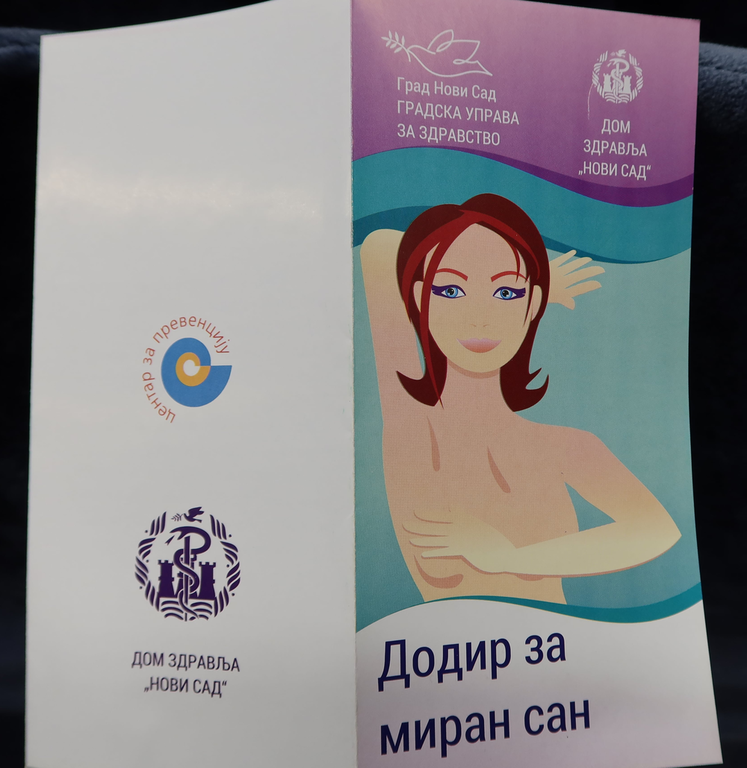 центар за превенцију
ДОМ ЗДРАВЉА
„НОВИ САД“
Град Нови Сад
ГРАДСКА УПРАВА
ЗА ЗДРАВСТВО
ДОМ
ЗДРАВЉА
„НОВИ САД“
Додир за
миран сан